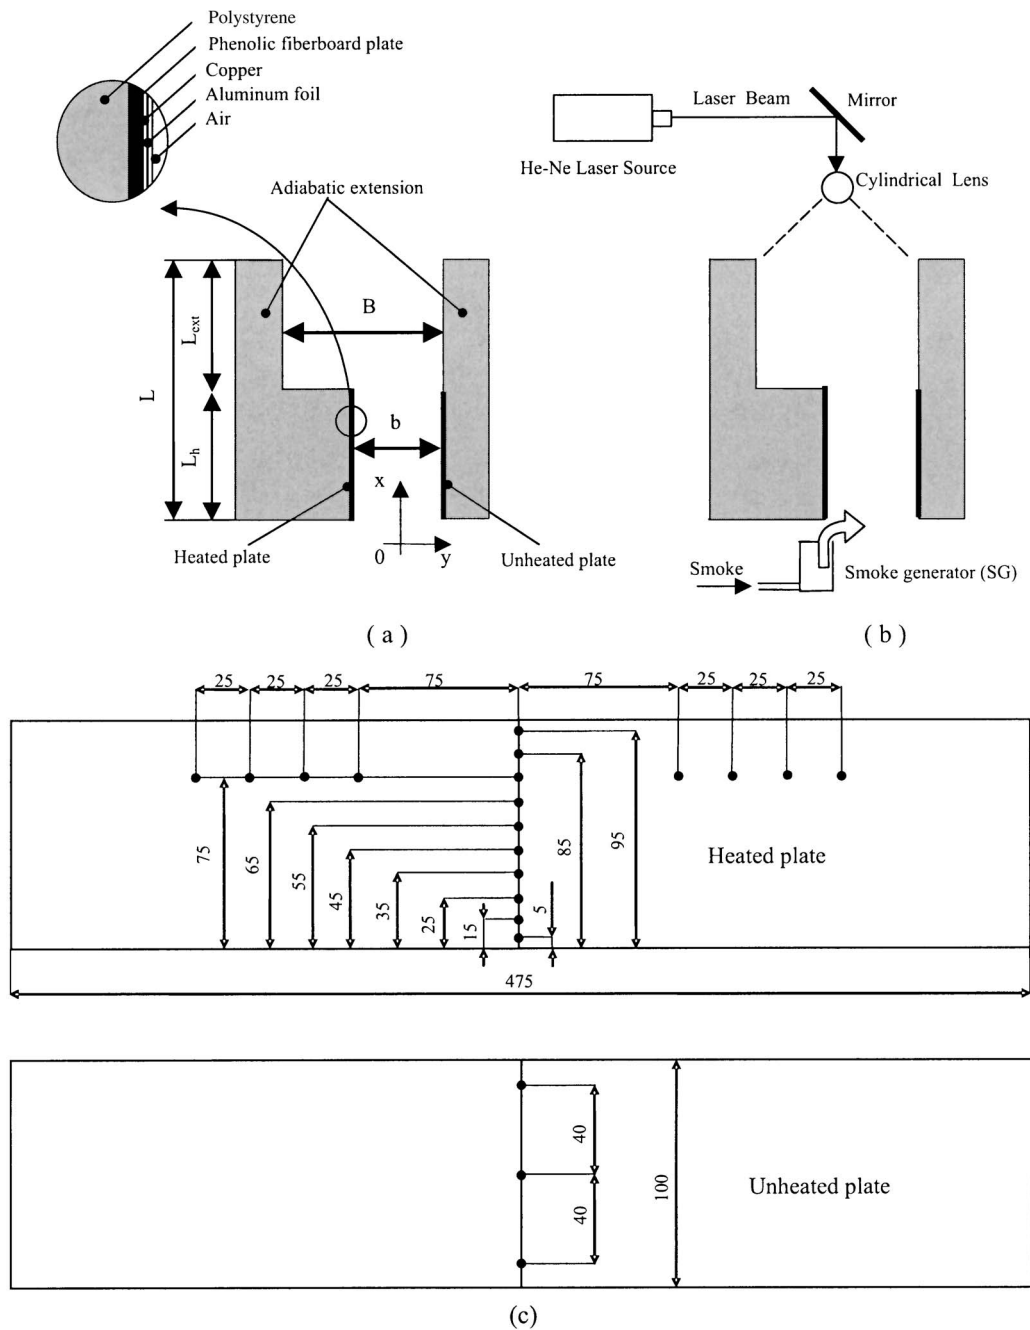 Polystyrene
Phenolic fiberboard plate
Copper
Aluminum foil
Air
Adiabatic extension
B
L
Lext
Lh
b
x
0
y
Heated plate
Unheated plate
( a )
Laser Beam
Mirror
He-Ne Laser Source
Cylindrical Lens
Smoke
Smoke generator (SG)
( b )
25 25 25 75 75 25 25 25
75
65
55
45
35
25
15
5
85
95
Heated plate
475
40
40
100
Unheated plate
(c)